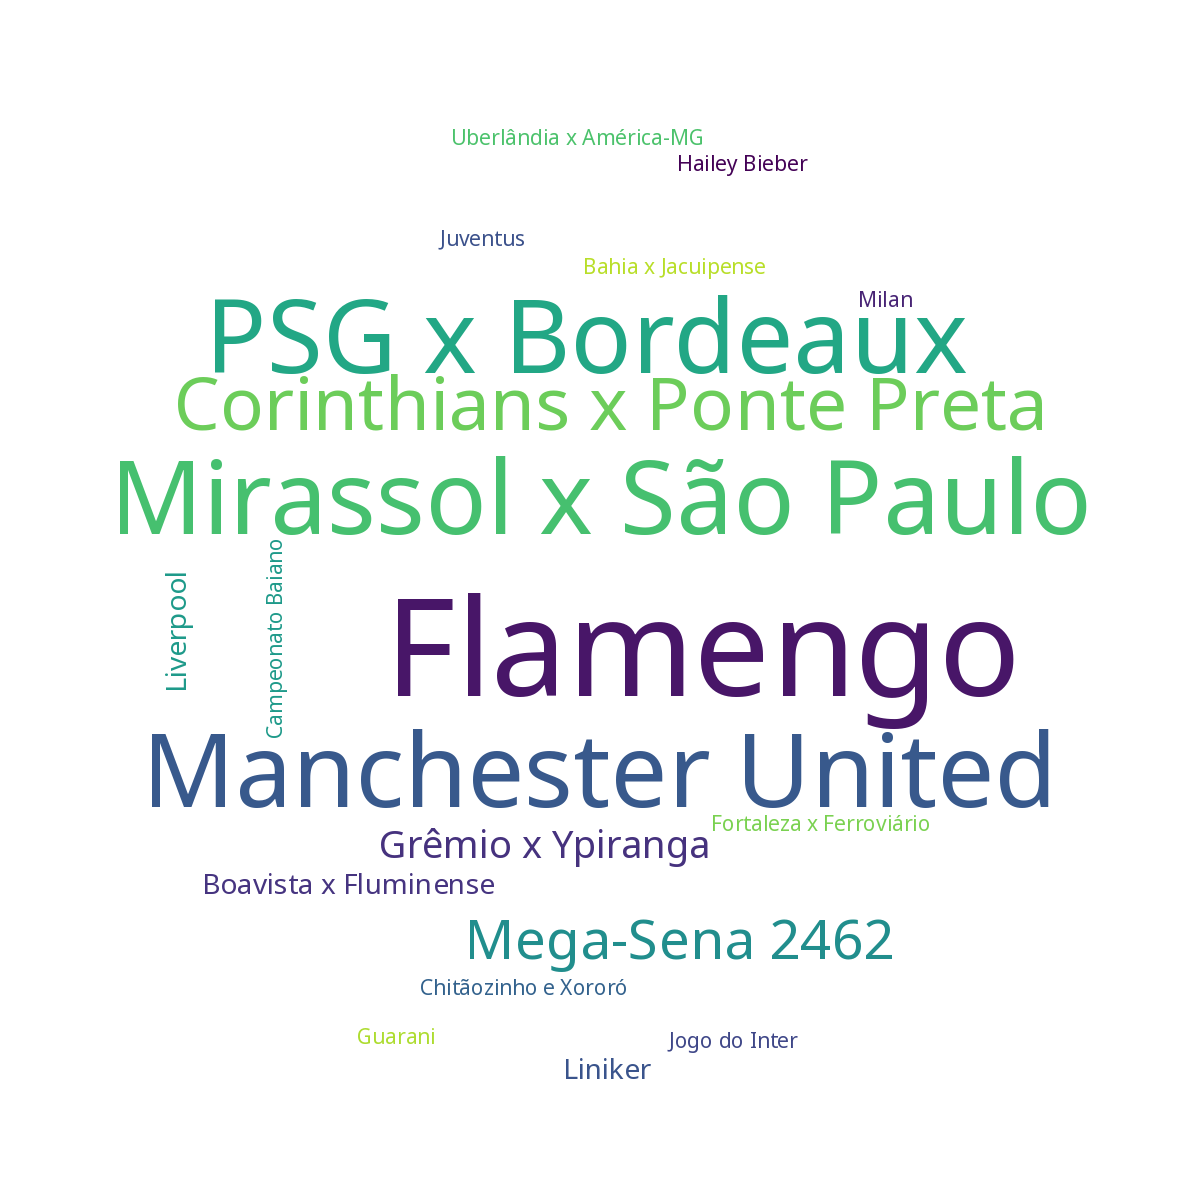 Uberlândia x América-MG
Hailey Bieber
Juventus
Bahia x Jacuipense
Milan
PSG x Bordeaux
Corinthians x Ponte Preta
Mirassol x São Paulo
Liverpool
Campeonato Baiano
Flamengo
Manchester United
Fortaleza x Ferroviário
Grêmio x Ypiranga
Boavista x Fluminense
Mega-Sena 2462
Chitãozinho e Xororó
Guarani
Jogo do Inter
Liniker